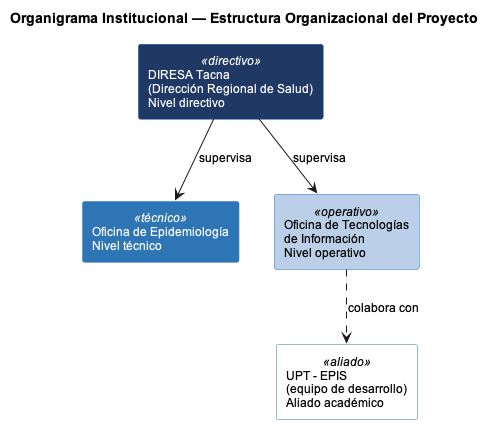 Organigrama Institucional — Estructura Organizacional del Proyecto
«directivo»
DIRESA Tacna
(Dirección Regional de Salud)
Nivel directivo
supervisa
supervisa
«técnico»
Oficina de Epidemiología
Nivel técnico
«operativo»
Oficina de Tecnologías
de Información
Nivel operativo
colabora con
«aliado»
UPT - EPIS
(equipo de desarrollo)
Aliado académico